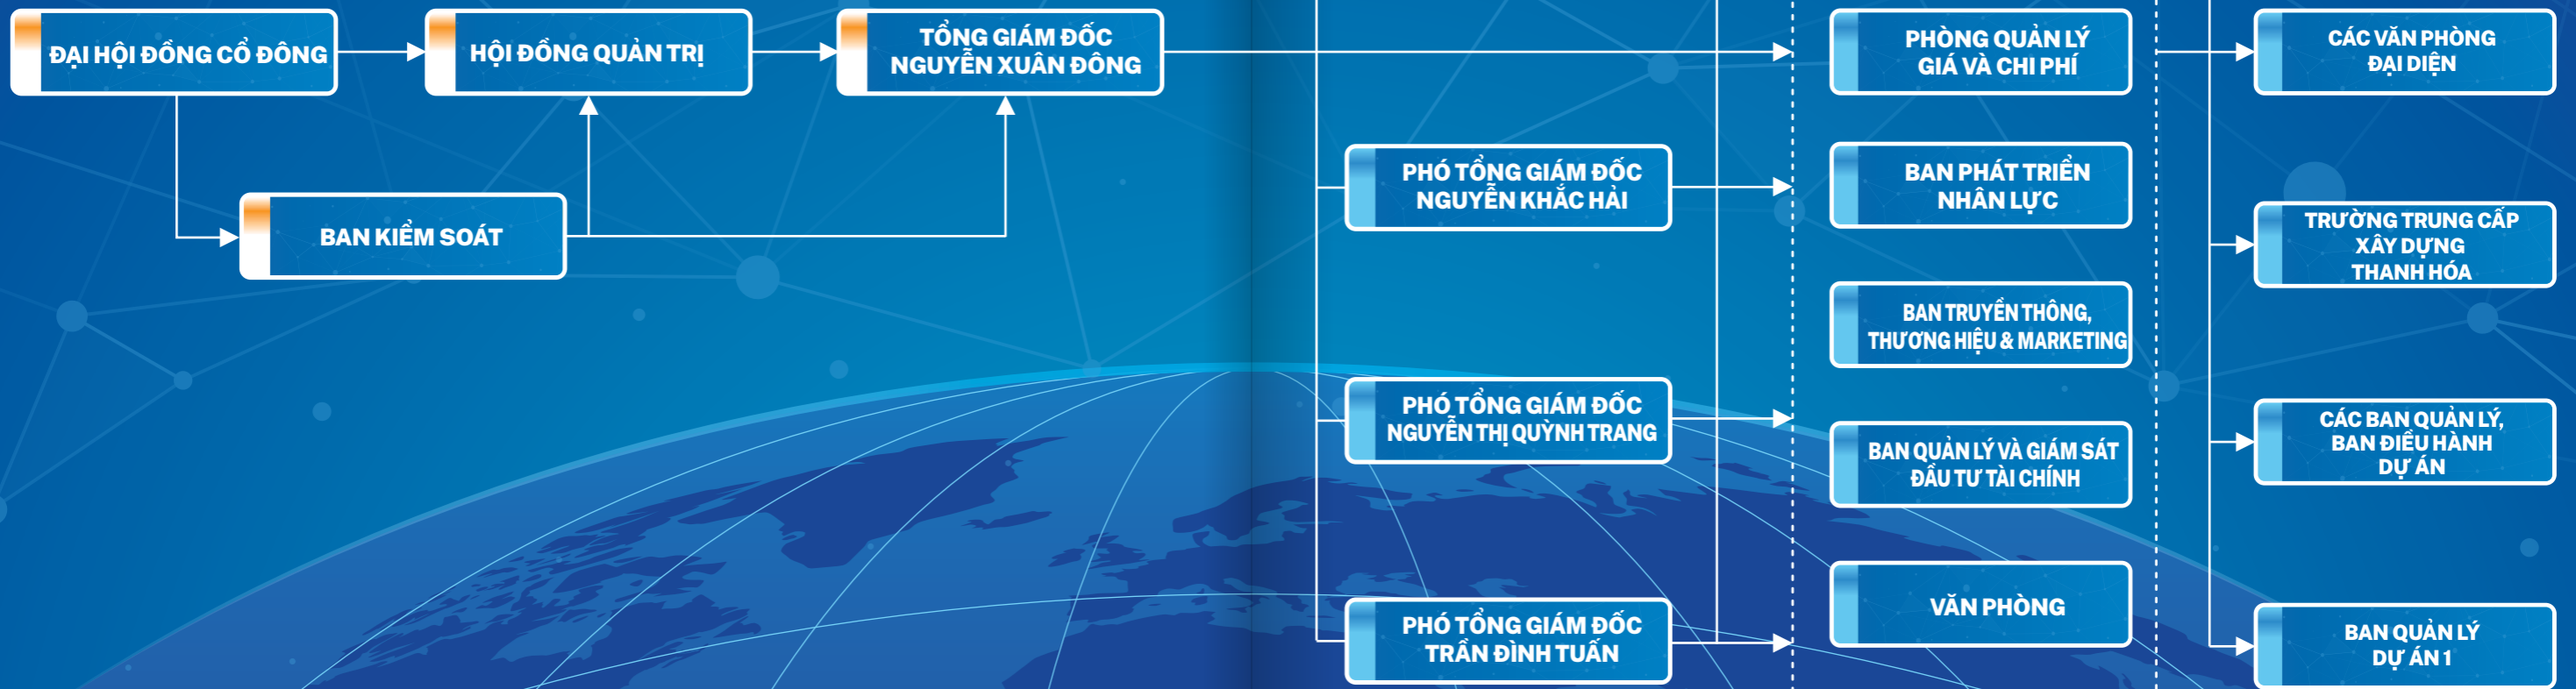 ĐẠI HỘI ĐỒNG CỔ ĐÔNG
HỘI ĐỒNG QUẢN TRỊ
TỔNG GIÁM ĐỐC
NGUYỄN XUÂN ĐÔNG
BAN KIỂM SOÁT
PHÓ TỔNG GIÁM ĐỐC
NGUYỄN KHẮC HẢI
PHÓ TỔNG GIÁM ĐỐC
NGUYỄN THỊ QUỲNH TRANG
PHÓ TỔNG GIÁM ĐỐC
TRẦN ĐÌNH TUẤN
PHÒNG QUẢN LÝ
GIÁ VÀ CHI PHÍ
BAN PHÁT TRIỂN
NHÂN LỰC
BAN TRUYỀN THÔNG,
THƯƠNG HIỆU & MARKETING
BAN QUẢN LÝ VÀ GIÁM SÁT
ĐẦU TƯ TÀI CHÍNH
VĂN PHÒNG
CÁC VĂN PHÒNG
ĐẠI DIỆN
TRƯỜNG TRUNG CẤP
XÂY DỰNG
THANH HÓA
CÁC BAN QUẢN LÝ,
BAN ĐIỀU HÀNH
DỰ ÁN
BAN QUẢN LÝ
DỰ ÁN 1